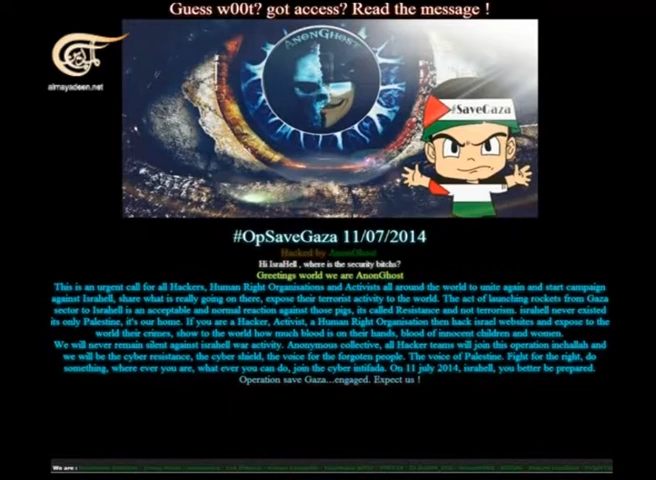 Guess w00t? got access? Read the message !
الميادين
almayadeen.net
ANONGHOST
#SaveGaza
#OpSaveGaza 11/07/2014
Hacked by AnonGhost
Hi IsraHell , where is the security bitchs?
Greetings world we are AnonGhost
This is an urgent call for all Hackers, Human Right Organisations and Activists all around the world to unite again and start campaign
against Israhell, share what is really going on there, expose their terrorist activity to the world. The act of launching rockets from Gaza
sector to Israhell is an acceptable and normal reaction against those pigs, its called Resistance and not terrorism. israhell never existed
its only Palestine, it's our home. If you are a Hacker, Activist, a Human Right Organisation then hack israel websites and expose to the
world their crimes, show to the world how much blood is on their hands, blood of innocent children and women.
We will never remain silent against israhell war activity. Anonymous collective, all Hacker teams will join this operation inchallah and
we will be the cyber resistance, the cyber shield, the voice for the forgoten people. The voice of Palestine. Fight for the right, do
something, where ever you are, what ever you can do, join the cyber intifada. On 11 july 2014, israhell, you better be prepared.
Operation save Gaza...engaged. Expect us !
We are :